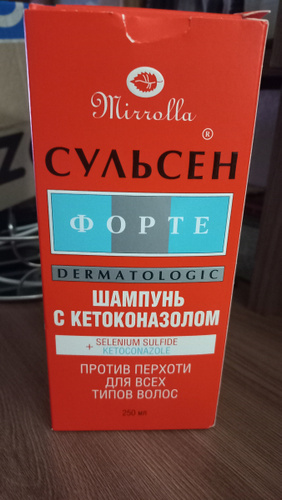 Mirrolla
СУЛЬСЕН®
ФОРТЕ
DERMATOLOGIC
ШАМПУНЬ
С КЕТОКОНАЗОЛОМ
+ SELENIUM SULFIDE
KETOCONAZOLE
ПРОТИВ ПЕРХОТИ
ДЛЯ ВСЕХ
ТИПОВ ВОЛОС
250 мл